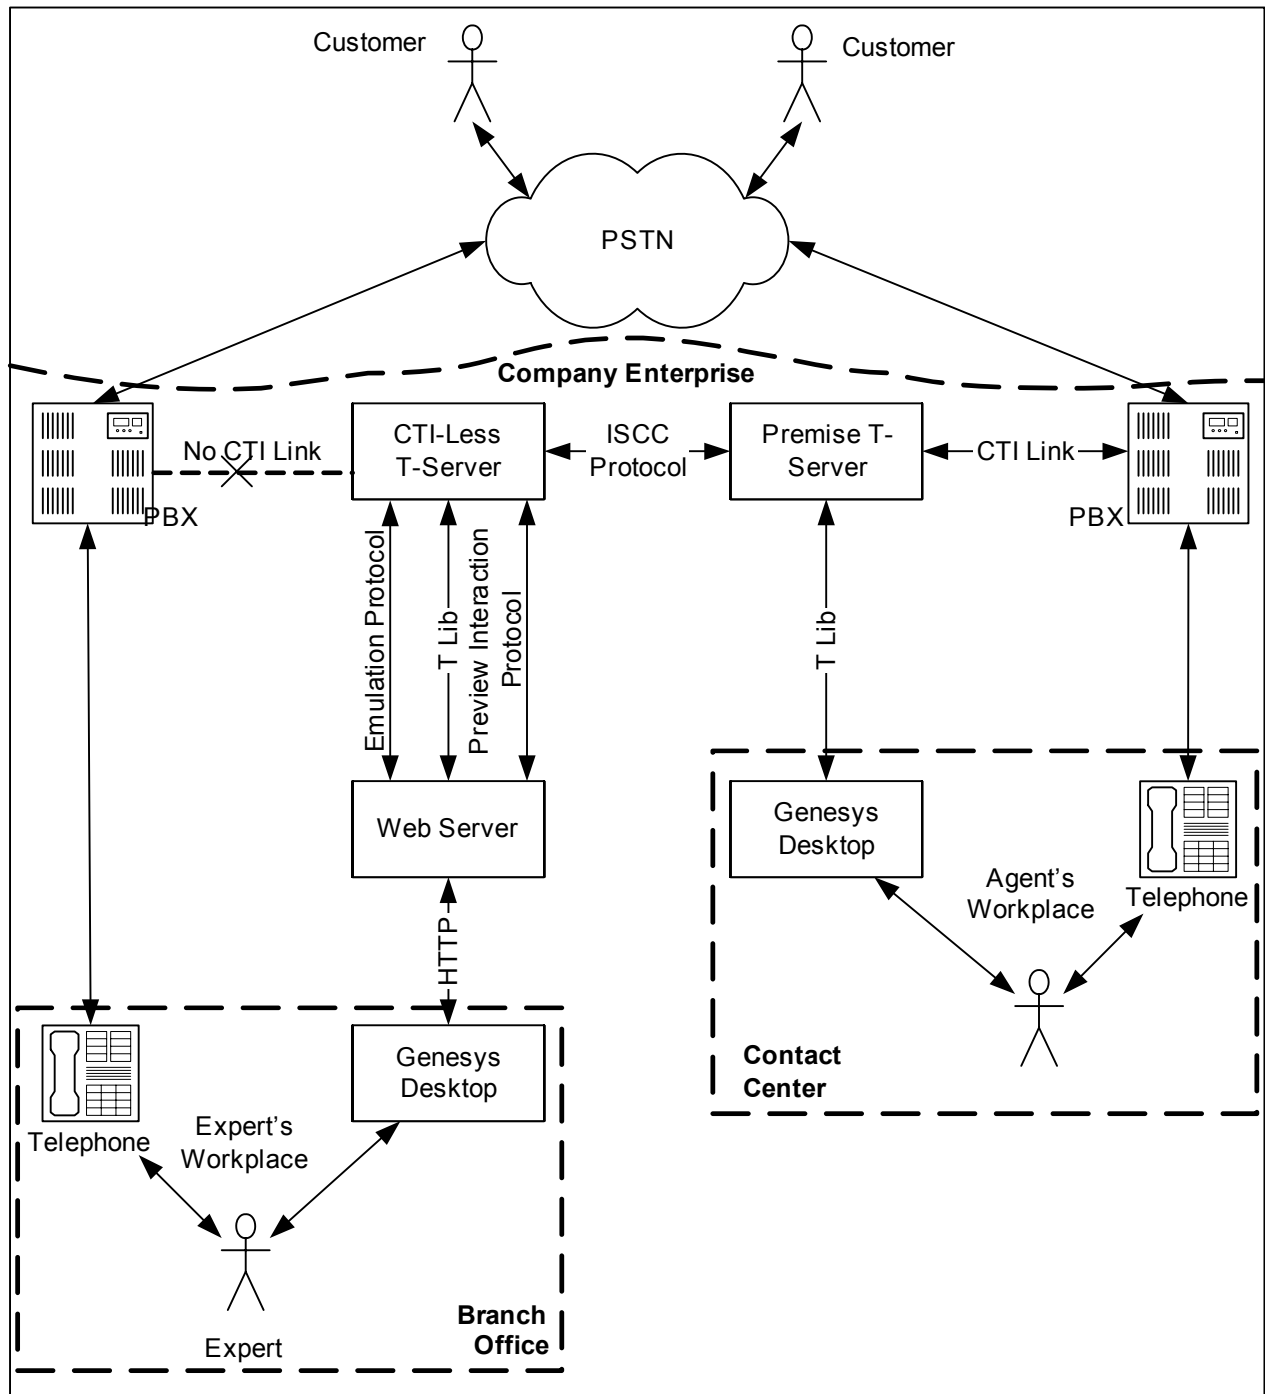 Customer
Customer
PSTN
Company Enterprise
No CTI Link
CTI-Less
T-Server
ISCC
Protocol
Premise T-
Server
CTI Link
PBX
PBX
Emulation Protocol
T Lib
Preview Interaction
Protocol
T Lib
Web Server
Genesys
Desktop
Agent's
Workplace
Telephone
HTTP
Contact
Center
Genesys
Desktop
Telephone
Expert's
Workplace
Expert
Branch
Office